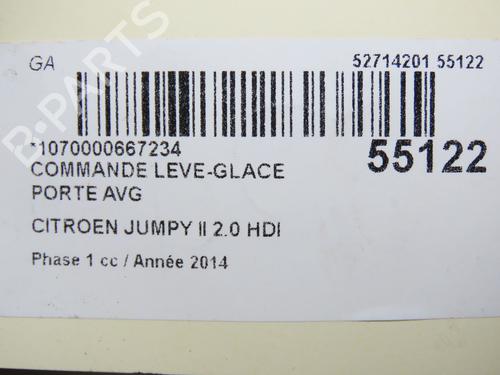 GA
52714201 55122
*1070000667234
55122
COMMANDE LEVE-GLACE
PORTE AVG
CITROEN JUMPY II 2.0 HDI
Phase 1 cc / Année 2014
B-PARTS